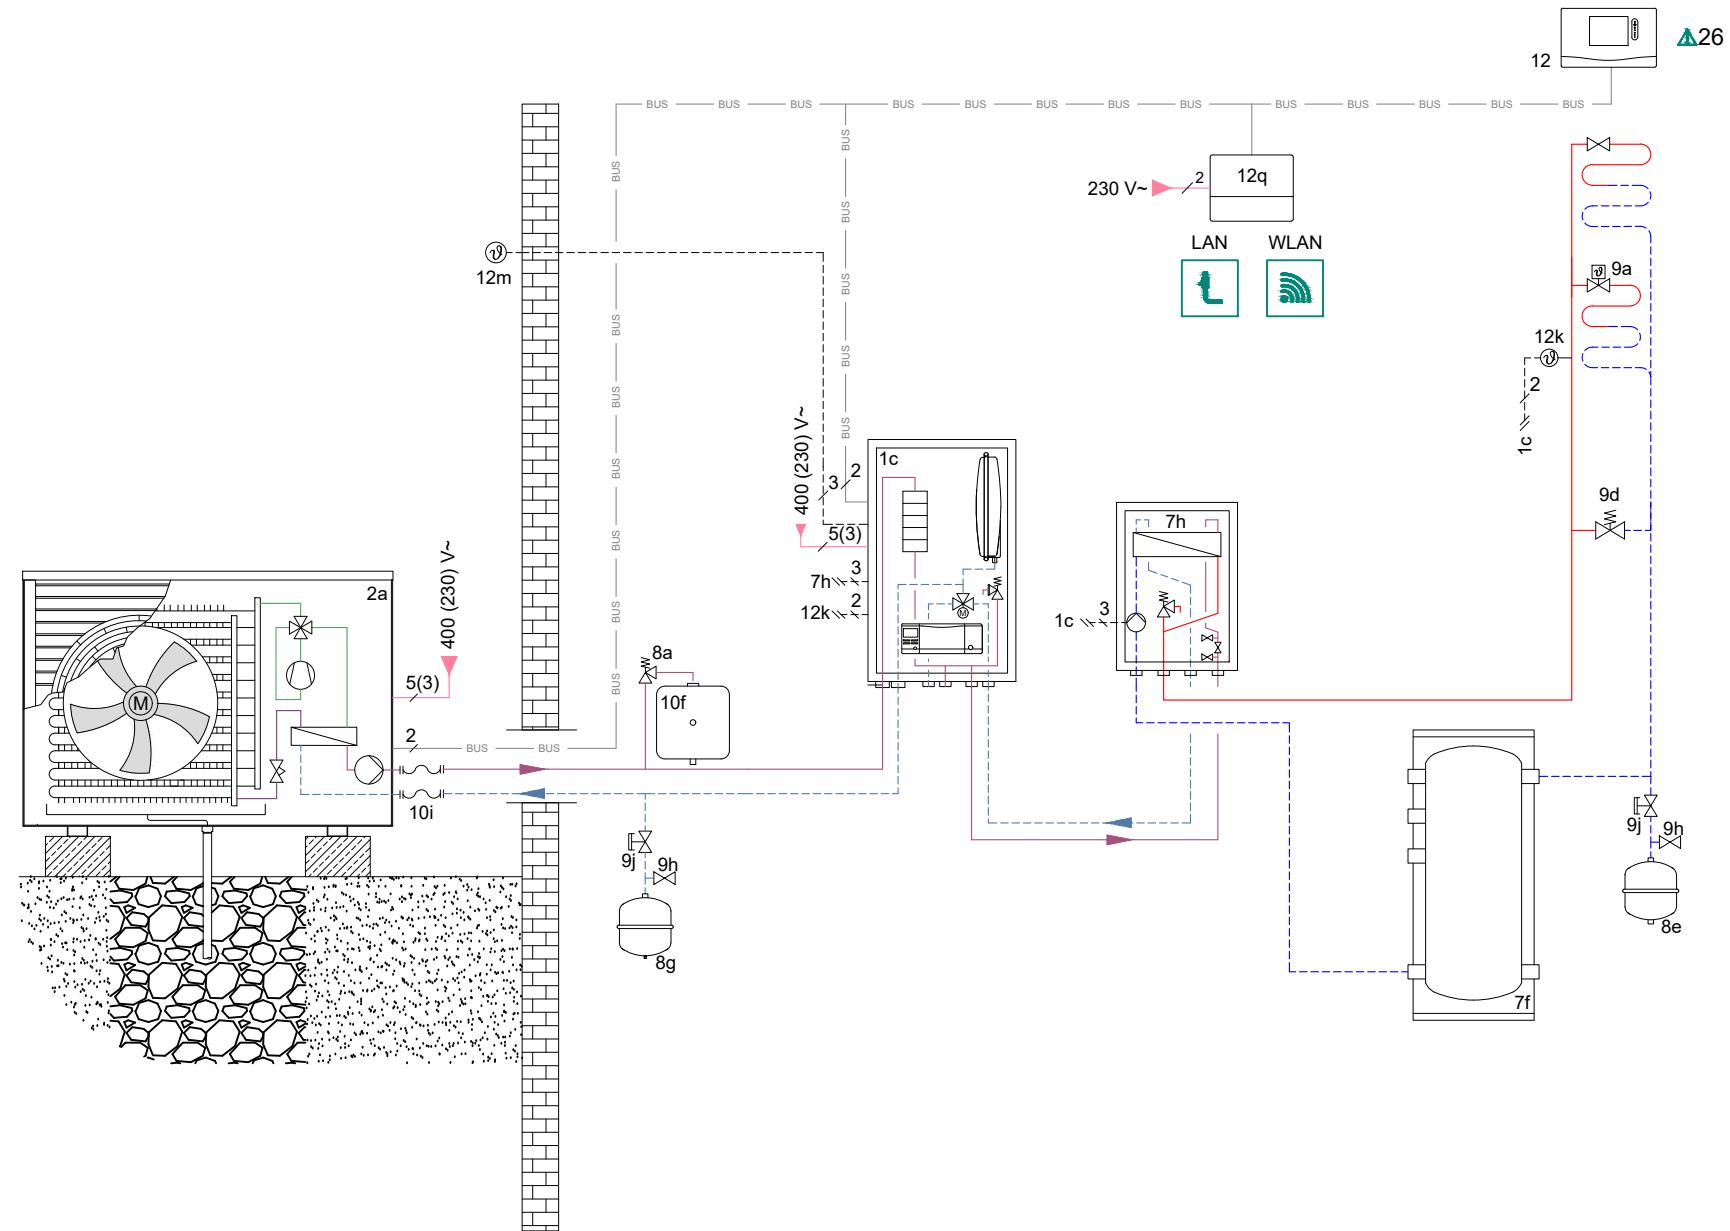 12
26
BUS BUS BUS BUS BUS BUS BUS BUS BUS BUS BUS BUS BUS
BUS
BUS
BUS
BUS
BUS
BUS
BUS
BUS
BUS
BUS
BUS
BUS
BUS
230 V~
2
12q
LAN
WLAN
12m
9a
12k
2
1c
9d
400 (230) V~
3
2
5(3)
1c
7h
3
12k
2
7h
1c
3
2a
M
400 (230) V~
5(3)
2
BUS BUS
10i
8a
10f
M
9j
9h
8g
7f
9j
9h
8e